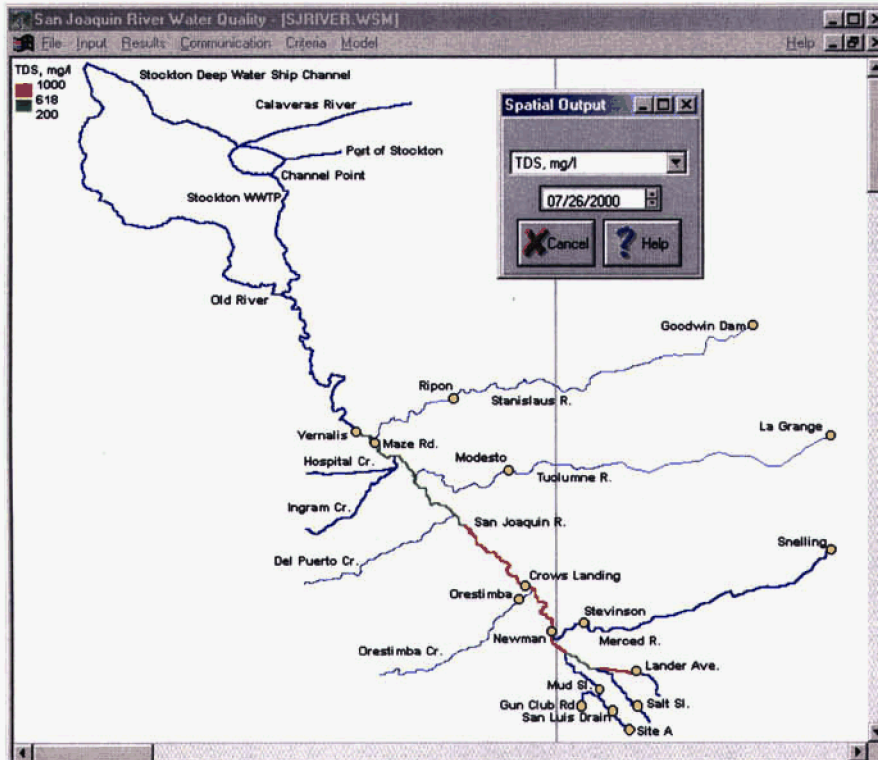 San Joaquin River Water Quality - [SJRIVER.WSM]
File Input Results Communication Criteria Model Help
TDS, mg/l
1000
618
200
Stockton Deep Water Ship Channel
Calaveras River
Port of Stockton
Channel Point
Stockton WWTP
Old River
Spatial Output
TDS, mg/l
07/26/2000
Cancel
Help
Goodwin Dam
Ripon
Stanislaus R.
Vernalis
Maze Rd.
La Grange
Modesto
Hospital Cr.
Tuolumne R.
Ingram Cr.
San Joaquin R.
Snelling
Del Puerto Cr.
Crows Landing
Orestimba
Stevinson
Newman
Merced R.
Orestimba Cr.
Lander Ave.
Mud Sl.
Gun Club Rd
Salt Sl.
San Luis Drain
Site A